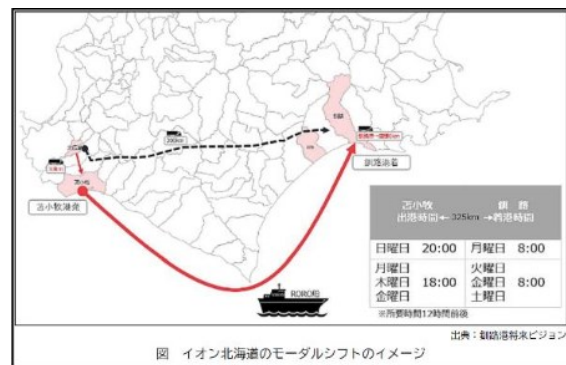 釧路
苫小牧
苫小牧港発
釧路港着
RORO船
苫小牧 釧路
出港時間 ← 325km → 着港時間
日曜日 20:00 月曜日 8:00
月曜日 火曜日
木曜日 18:00 金曜日 8:00
金曜日 土曜日
※所要時間12時間前後
出典：釧路港将来ビジョン
図 イオン北海道のモーダルシフトのイメージ